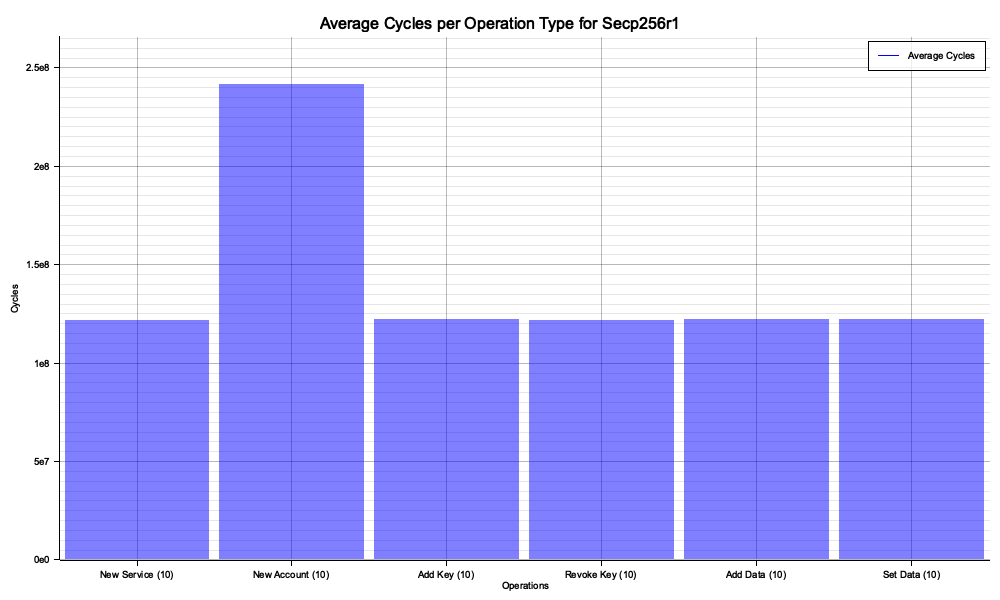 Average Cycles per Operation Type for Secp256r1
Average Cycles
2.5e8
2e8
1.5e8
1e8
5e7
0e0
Cycles
New Service (10)
New Account (10)
Add Key (10)
Revoke Key (10)
Add Data (10)
Set Data (10)
Operations